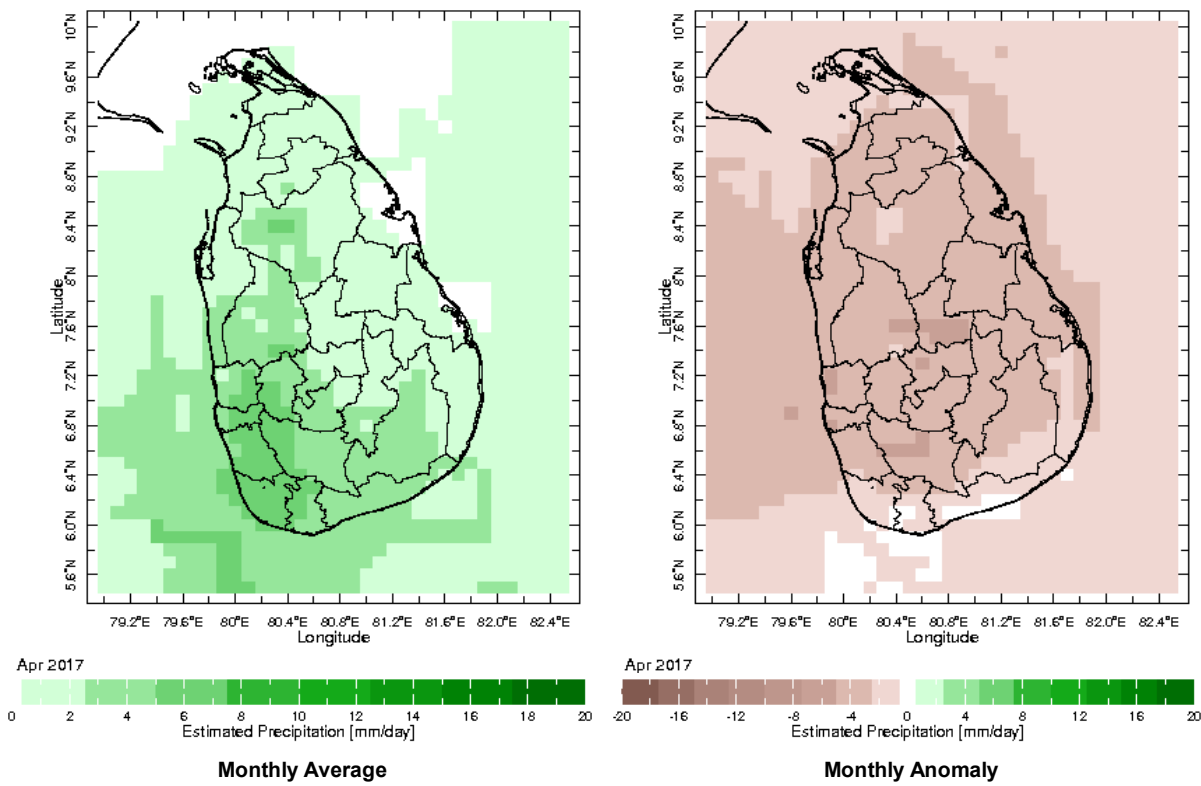 10°N
9.6°N
9.2°N
8.8°N
8.4°N
8°N
7.6°N
7.2°N
6.8°N
6.4°N
6.0°N
5.6°N
Latitude
79.2°E 79.6°E 80°E 80.4°E 80.8°E 81.2°E 81.6°E 82.0°E 82.4°E
Longitude
Apr 2017
0 2 4 6 8 10 12 14 16 18 20
Estimated Precipitation [mm/day]
Monthly Average
10°N
9.6°N
9.2°N
8.8°N
8.4°N
8°N
7.6°N
7.2°N
6.8°N
6.4°N
6.0°N
5.6°N
Latitude
79.2°E 79.6°E 80°E 80.4°E 80.8°E 81.2°E 81.6°E 82.0°E 82.4°E
Longitude
Apr 2017
-20 -16 -12 -8 -4 0 4 8 12 16 20
Estimated Precipitation [mm/day]
Monthly Anomaly